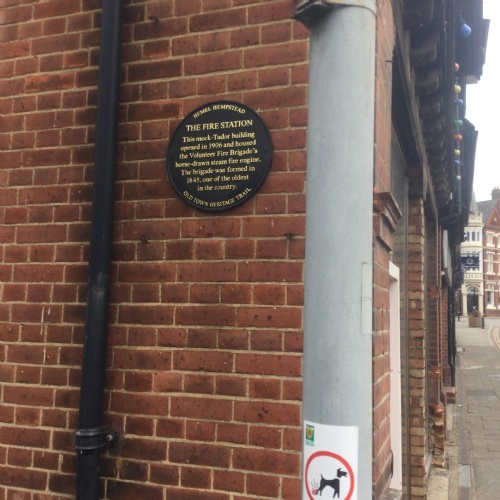 HEMEL HEMPSTEAD
THE FIRE STATION
This mock-Tudor building
opened in 1906 and housed
the Volunteer Fire Brigade's
horse-drawn steam fire engine.
The brigade was formed in
1845, one of the oldest
in the country.
OLD TOWN HERITAGE TRAIL